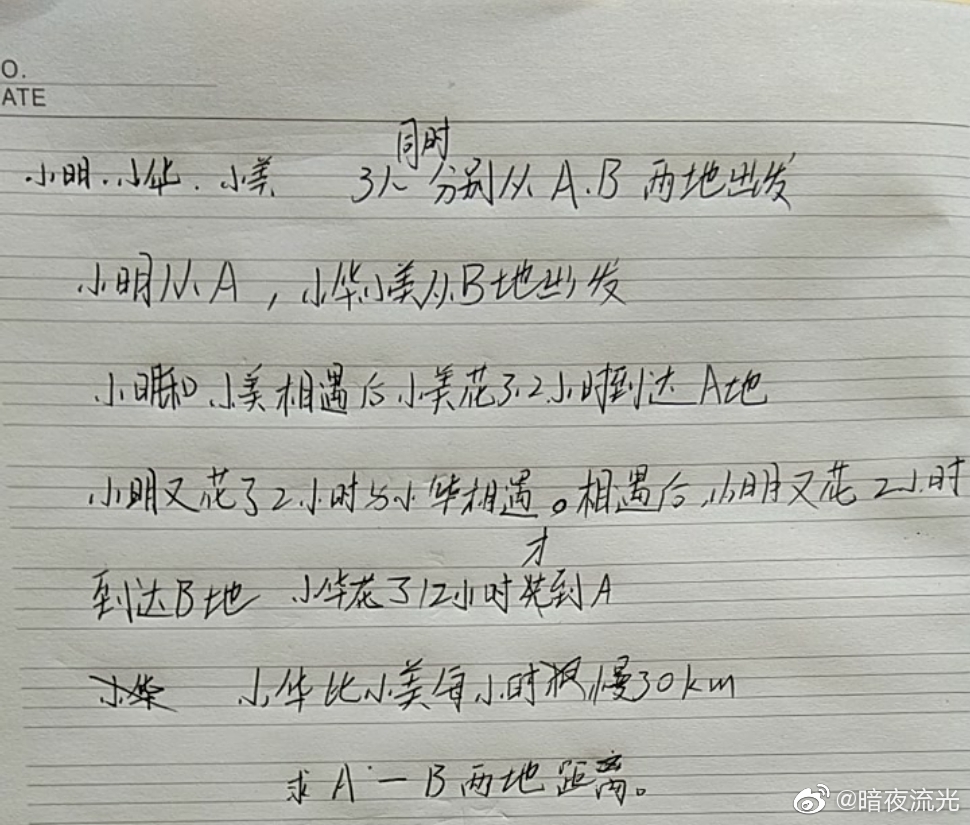 O.
ATE
同时
小明.小华.小美 3人分别从A.B两地出发
小明从A,小华小美从B地出发
小明和小美相遇后小美花了2小时到达A地
小明又花了2小时与小华相遇。相遇后小明又花2小时
才
到达B地 小华花了12小时到A
小华 小华比小美每小时慢30km
求A-B两地距离。
@暗夜流光